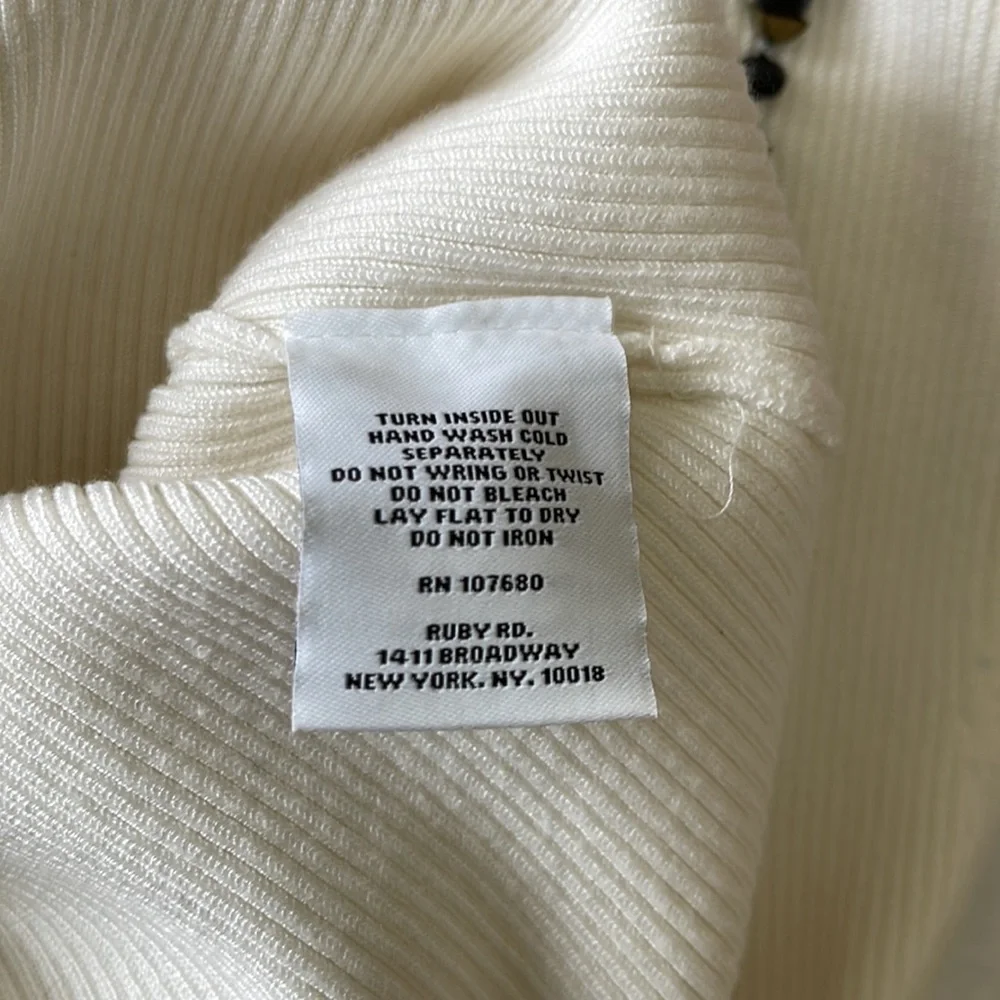 TURN INSIDE OUT
HAND WASH COLD
SEPARATELY
DO NOT WRING OR TWIST
DO NOT BLEACH
LAY FLAT TO DRY
DO NOT IRON
RN 107680
RUBY RD.
1411 BROADWAY
NEW YORK. NY. 10018